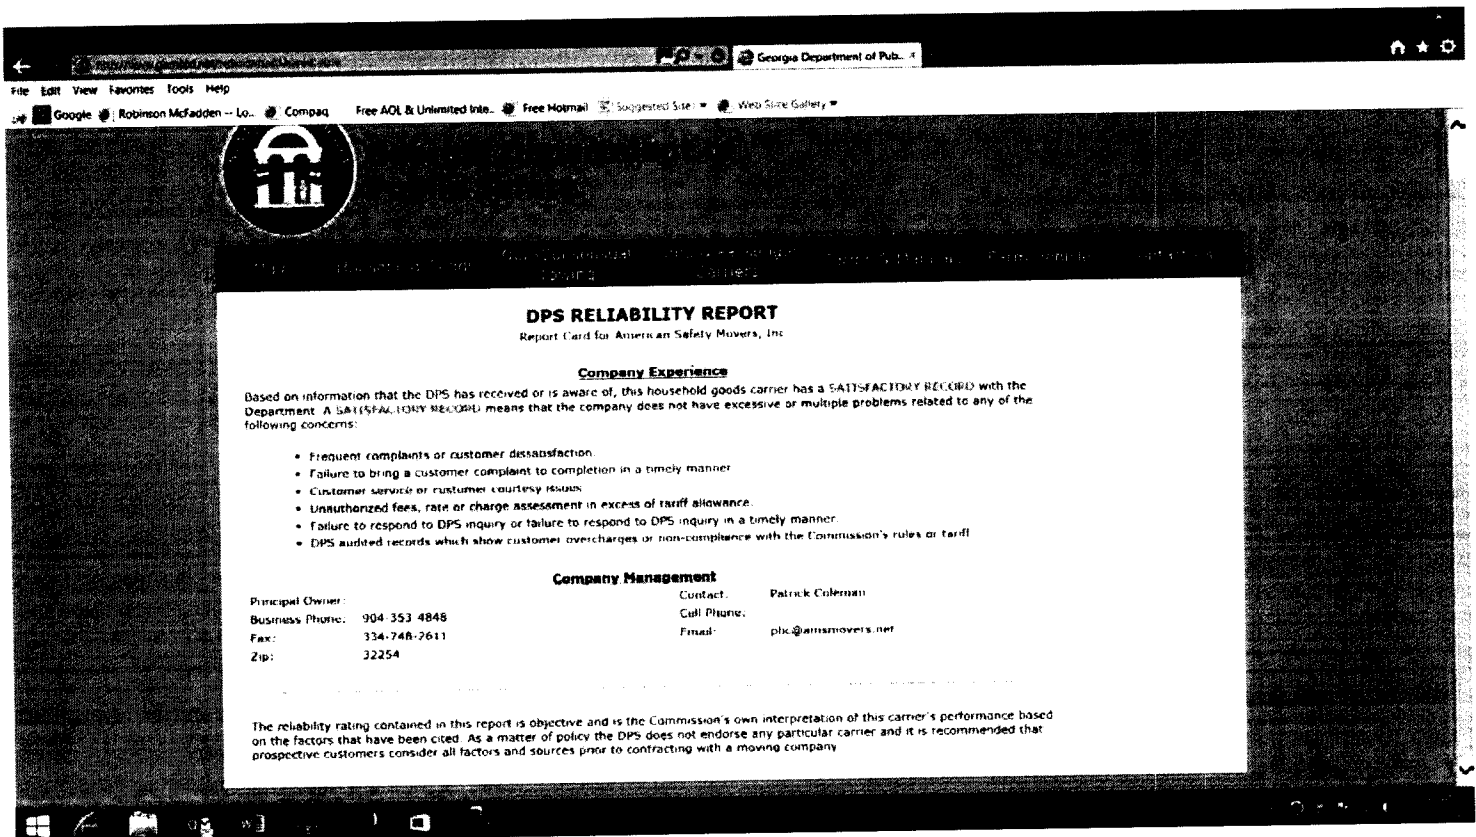 Georgia Department of Pub...
File Edit View Favorites Tools Help
Google Robinson McFadden -- Lo... Compaq Free AOL & Unlimited Inte... Free Hotmail Suggested Sites Web Slice Gallery
Towing Carriers
DPS RELIABILITY REPORT
Report Card for American Safety Movers, Inc
Company Experience
Based on information that the DPS has received or is aware of, this household goods carrier has a SATISFACTORY RECORD with the
Department. A SATISFACTORY RECORD means that the company does not have excessive or multiple problems related to any of the
following concerns:
• Frequent complaints or customer dissatisfaction.
• Failure to bring a customer complaint to completion in a timely manner
• Customer service or customer courtesy issues
• Unauthorized fees, rate or charge assessment in excess of tariff allowance.
• Failure to respond to DPS inquiry or failure to respond to DPS inquiry in a timely manner.
• DPS audited records which show customer overcharges or non-compliance with the Commission's rules or tariff
Company Management
Principal Owner: Contact: Patrick Coleman
Business Phone: 904-353-4848 Cell Phone:
Fax: 334-748-2611 Email: phc@amsmovers.net
Zip: 32254
The reliability rating contained in this report is objective and is the Commission's own interpretation of this carrier's performance based
on the factors that have been cited. As a matter of policy the DPS does not endorse any particular carrier and it is recommended that
prospective customers consider all factors and sources prior to contracting with a moving company